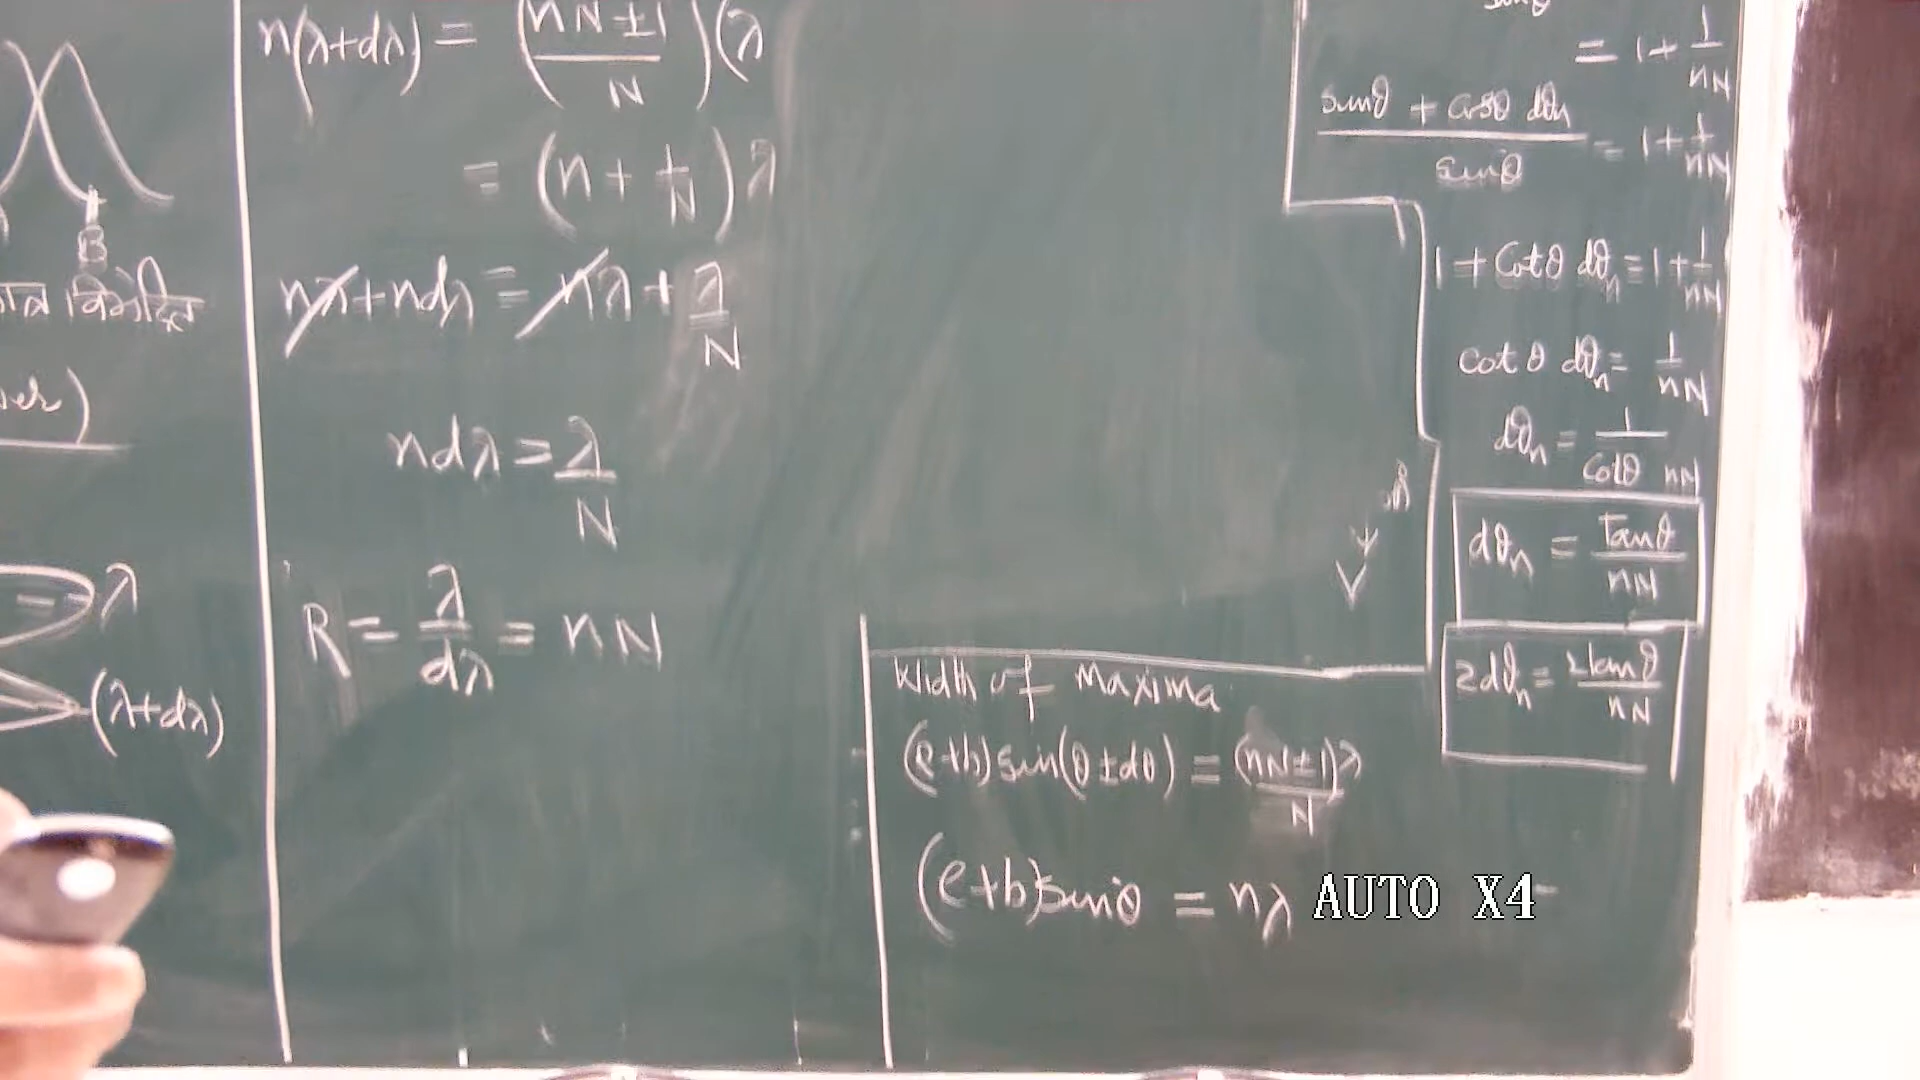 B
λ
(λ+dλ)
n(λ+dλ) = (nN±1/N)(λ
= (n + 1/N)λ
nλ+ndλ = nλ + λ/N
ndλ = λ/N
R = λ/dλ = nN
= 1 + 1/nN
sinθ + cosθ dθn / sinθ = 1 + 1/nN
1 + cotθ dθn = 1 + 1/nN
cot θ dθn = 1/nN
dθn = 1/cotθ nN
dθn = Tanθ/nN
2dθn = 2tanθ/nN
Width of Maxima
(e+b) sin(θ±dθ) = (nN±1)λ/N
(e+b) sinθ = nλ
AUTO X4